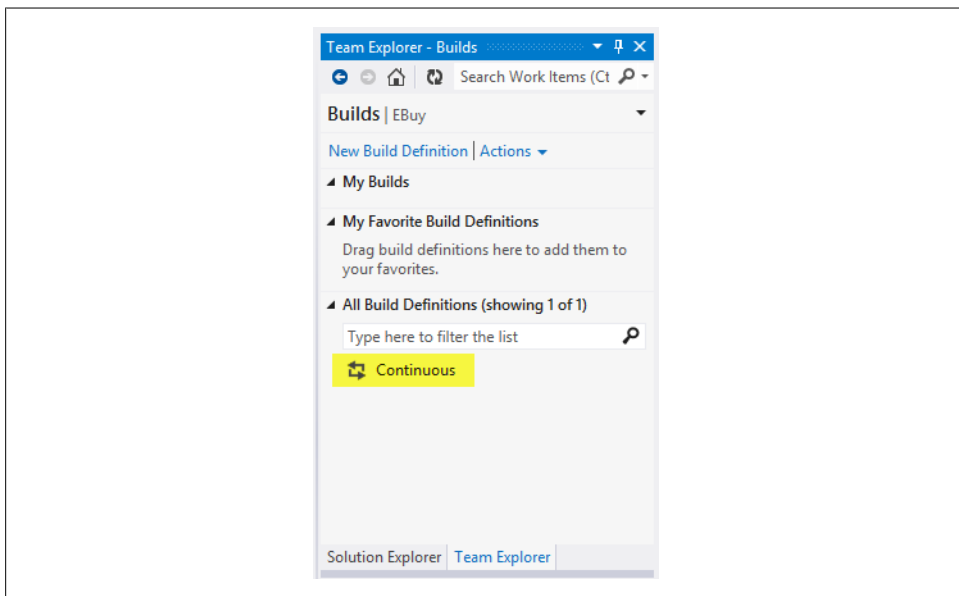 Team Explorer - Builds
Search Work Items (Ct
Builds | EBuy
New Build Definition | Actions
My Builds
My Favorite Build Definitions
Drag build definitions here to add them to
your favorites.
All Build Definitions (showing 1 of 1)
Type here to filter the list
Continuous
Solution Explorer Team Explorer